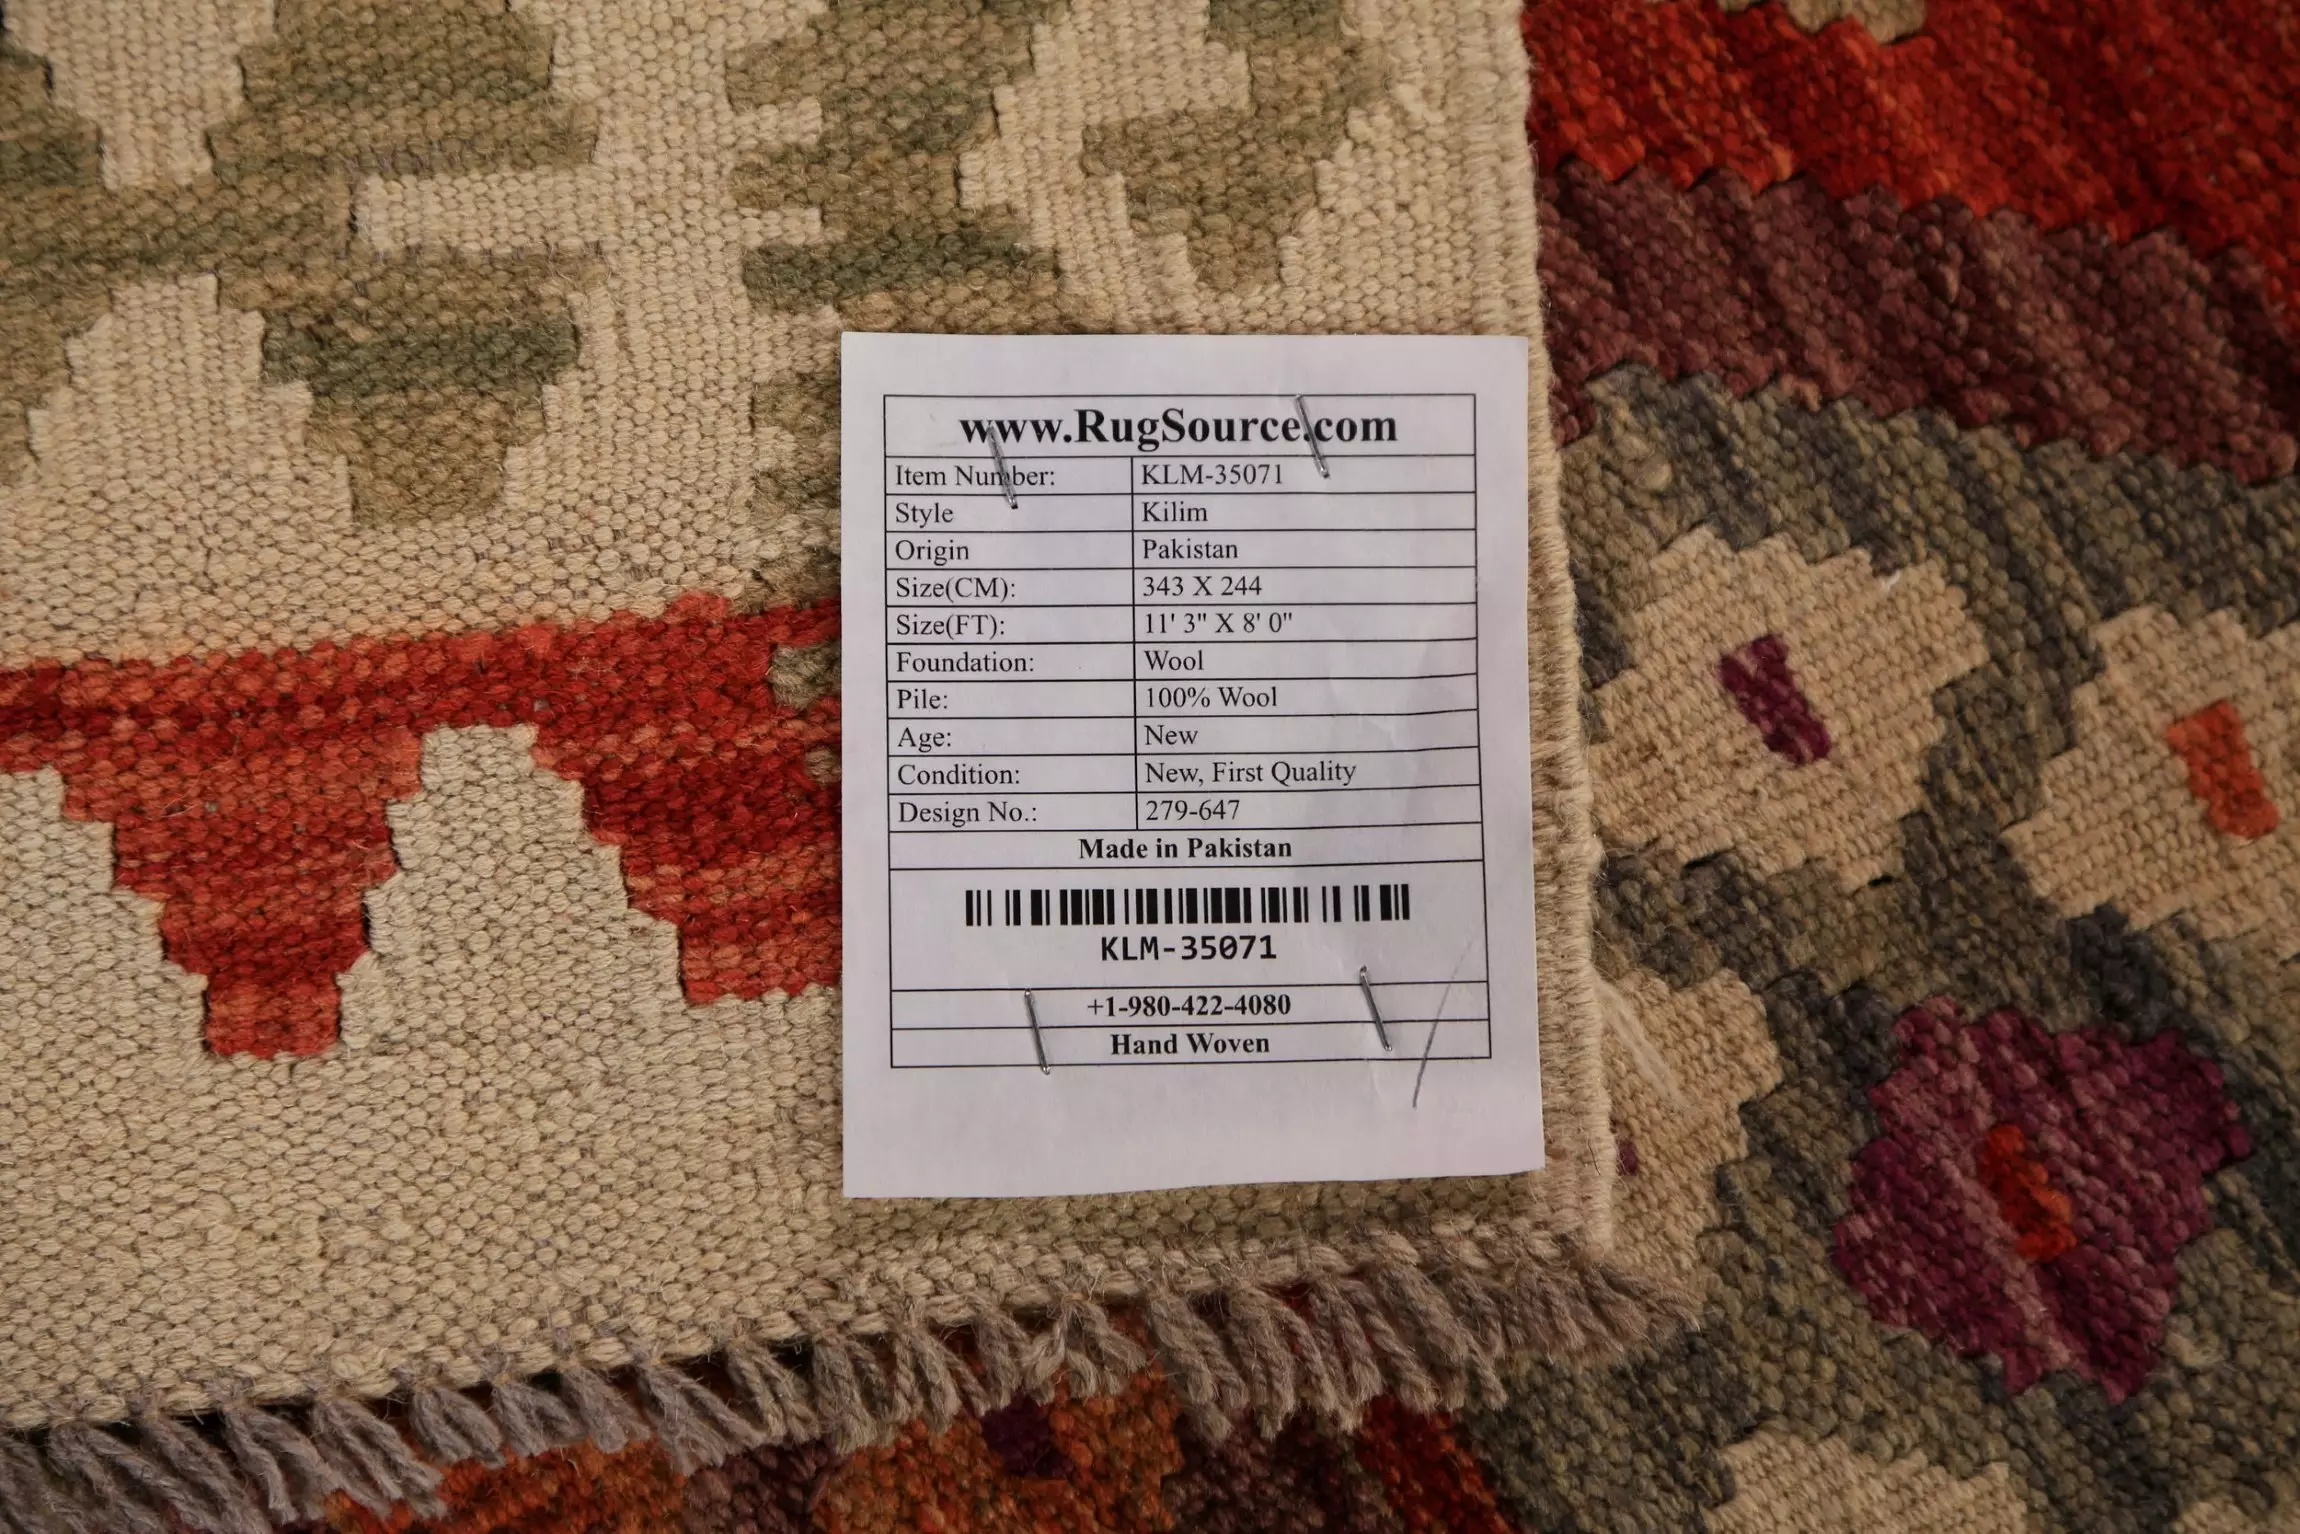 www.RugSource.com
Item Number: KLM-35071
Style Kilim
Origin Pakistan
Size(CM): 343 X 244
Size(FT): 11' 3" X 8' 0"
Foundation: Wool
Pile: 100% Wool
Age: New
Condition: New, First Quality
Design No.: 279-647
Made in Pakistan
KLM-35071
+1-980-422-4080
Hand Woven